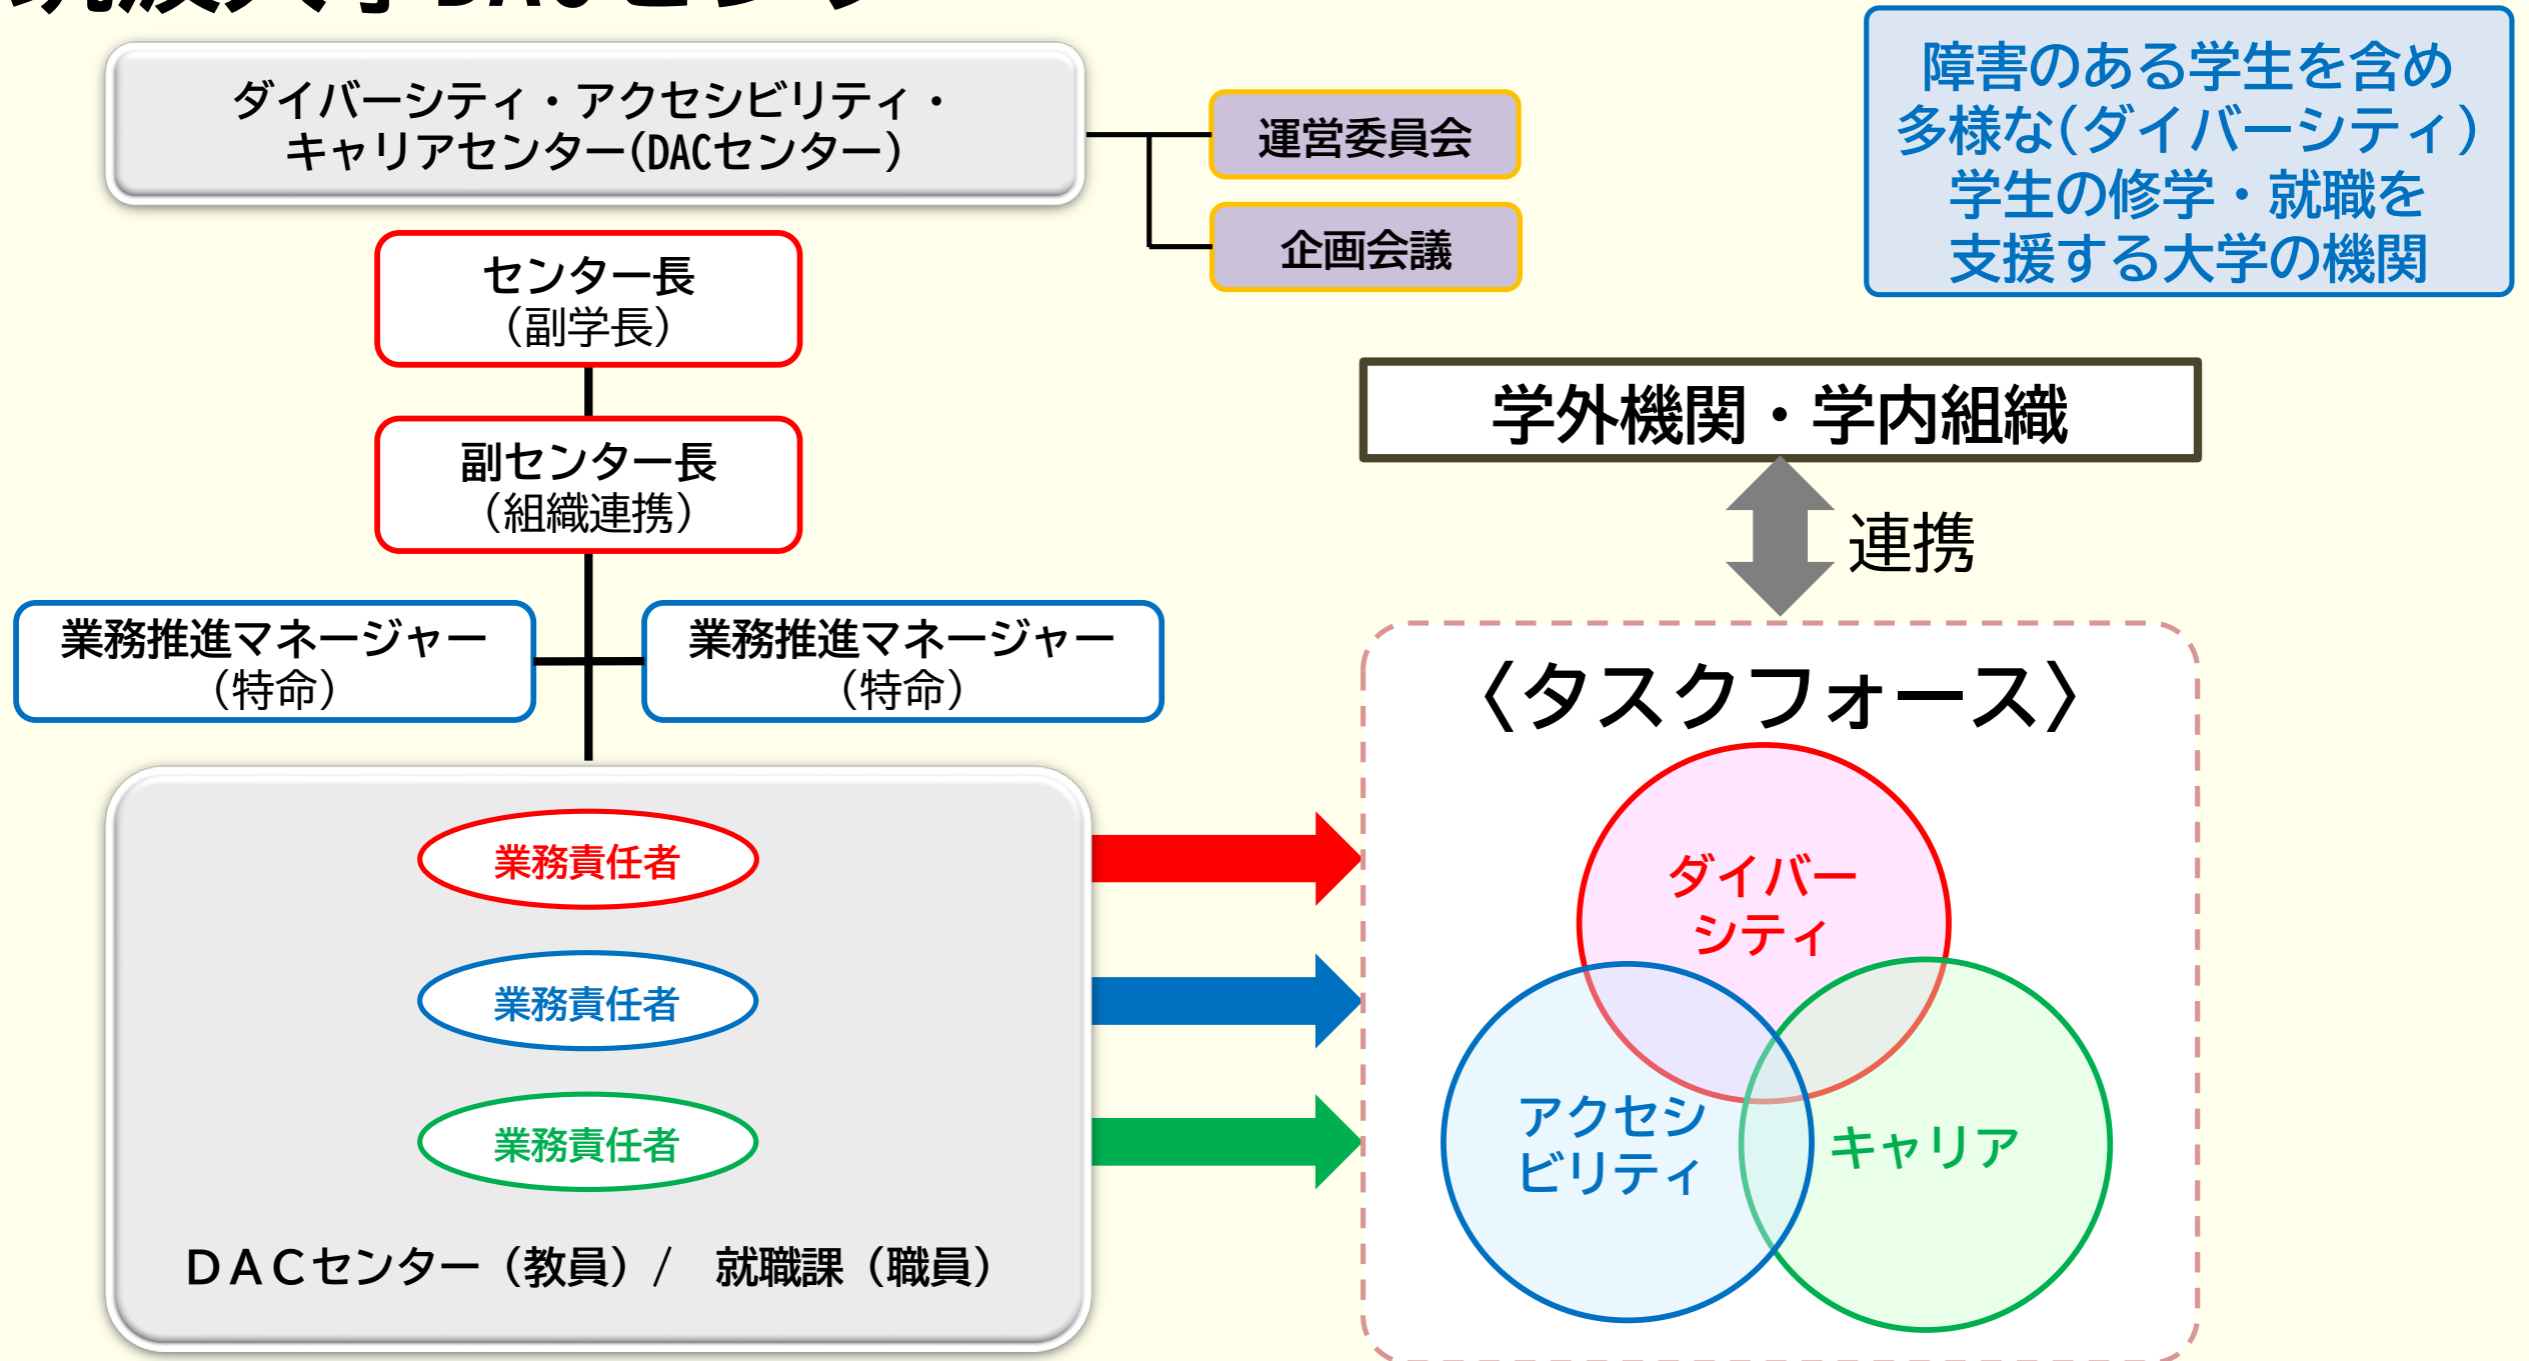 ダイバーシティ・アクセシビリティ・
キャリアセンター(DACセンター)
運営委員会
企画会議
障害のある学生を含め
多様な(ダイバーシティ)
学生の修学・就職を
支援する大学の機関
センター長
（副学長）
副センター長
（組織連携）
業務推進マネージャー
（特命）
業務推進マネージャー
（特命）
業務責任者
業務責任者
業務責任者
ＤＡＣセンター（教員）/　就職課（職員）
学外機関・学内組織
連携
〈タスクフォース〉
ダイバー
シティ
アクセシ
ビリティ
キャリア